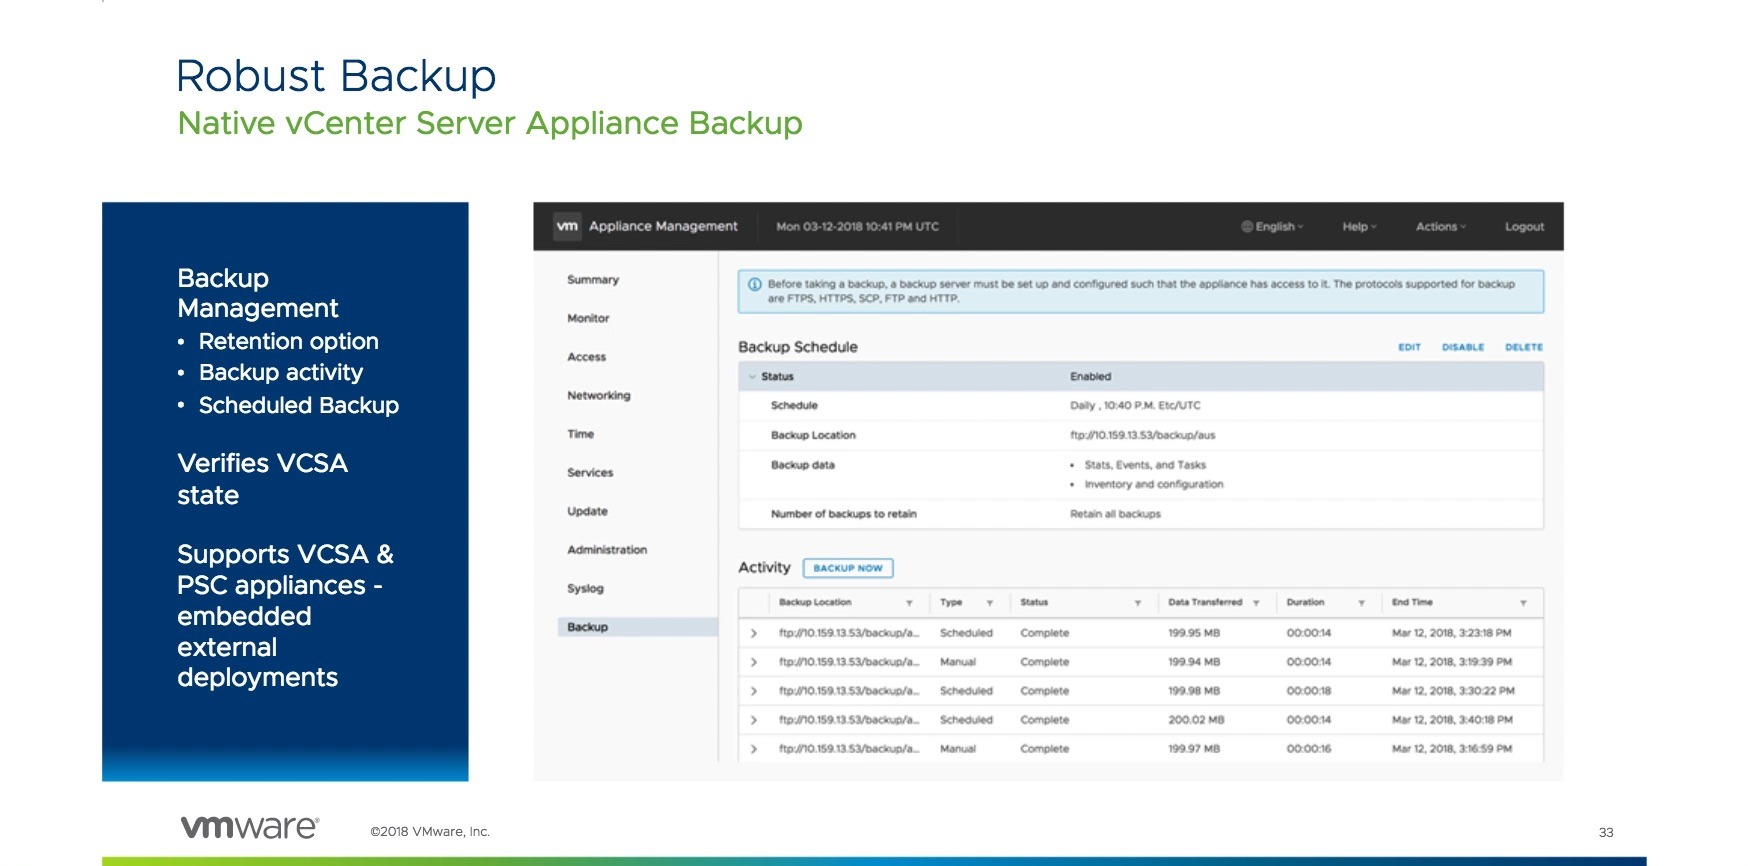 Robust Backup
Native vCenter Server Appliance Backup
Backup
Management
• Retention option
• Backup activity
• Scheduled Backup
Verifies VCSA
state
Supports VCSA &
PSC appliances -
embedded
external
deployments
vm Appliance Management Mon 03-12-2018 10:41 PM UTC English Help Actions Logout
Summary
Monitor
Access
Networking
Time
Services
Update
Administration
Syslog
Backup
Before taking a backup, a backup server must be set up and configured such that the appliance has access to it. The protocols supported for backup
are FTPS, HTTPS, SCP, FTP and HTTP.
Backup Schedule EDIT DISABLE DELETE
Status Enabled
Schedule Daily , 10:40 P.M. Etc/UTC
Backup Location ftp://10.159.13.53/backup/aus
Backup data • Stats, Events, and Tasks
• Inventory and configuration
Number of backups to retain Retain all backups
Activity BACKUP NOW
Backup Location Type Status Data Transferred Duration End Time
ftp://10.159.13.53/backup/a... Scheduled Complete 199.95 MB 00:00:14 Mar 12, 2018, 3:23:18 PM
ftp://10.159.13.53/backup/a... Manual Complete 199.94 MB 00:00:14 Mar 12, 2018, 3:19:39 PM
ftp://10.159.13.53/backup/a... Scheduled Complete 199.98 MB 00:00:18 Mar 12, 2018, 3:30:22 PM
ftp://10.159.13.53/backup/a... Scheduled Complete 200.02 MB 00:00:14 Mar 12, 2018, 3:40:18 PM
ftp://10.159.13.53/backup/a... Manual Complete 199.97 MB 00:00:16 Mar 12, 2018, 3:16:59 PM
vmware® ©2018 VMware, Inc. 33